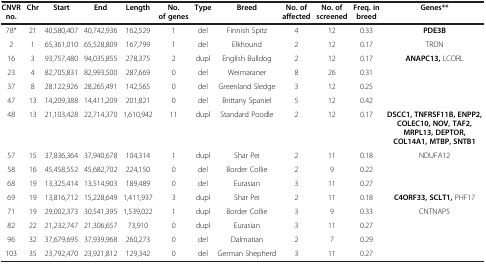 CNVR no. Chr Start End Length No. of genes Type Breed No. of affected No. of screened Freq. in breed Genes**
78* 21 40,580,407 40,742,936 162,529 1 del Finnish Spitz 4 12 0.33 PDE3B
2 1 65,361,010 65,528,809 167,799 1 del Elkhound 2 12 0.17 TRDN
16 3 93,757,480 94,035,855 278,375 2 dupl English Bulldog 2 12 0.17 ANAPC13, LCORL
23 4 82,705,831 82,993,500 287,669 0 del Weimaraner 8 26 0.31
37 8 28,122,926 28,265,491 142,565 0 del Greenland Sledge 3 12 0.25
47 13 14,209,388 14,411,209 201,821 0 del Brittany Spaniel 5 12 0.42
48 13 21,103,428 22,714,370 1,610,942 11 dupl Standard Poodle 2 12 0.17 DSCC1, TNFRSF11B, ENPP2,
COLEC10, NOV, TAF2,
MRPL13, DEPTOR,
COL14A1, MTBP, SNTB1
57 15 37,836,364 37,940,678 104,314 1 dupl Shar Pei 2 11 0.18 NDUFA12
58 16 45,458,552 45,682,702 224,150 0 del Border Collie 2 9 0.22
68 19 13,325,414 13,514,903 189,489 0 del Eurasian 3 11 0.27
69 19 13,816,712 15,228,649 1,411,937 3 dupl Shar Pei 2 11 0.18 C4ORF33, SCLT1, PHF17
71 19 29,002,373 30,541,395 1,539,022 1 dupl Border Collie 3 9 0.33 CNTNAP5
82 22 21,232,747 21,306,657 73,910 0 dupl Eurasian 3 11 0.27
96 32 37,679,695 37,939,968 260,273 0 del Dalmatian 2 7 0.29
103 35 23,792,470 23,921,812 129,342 0 del German Shepherd 3 11 0.27